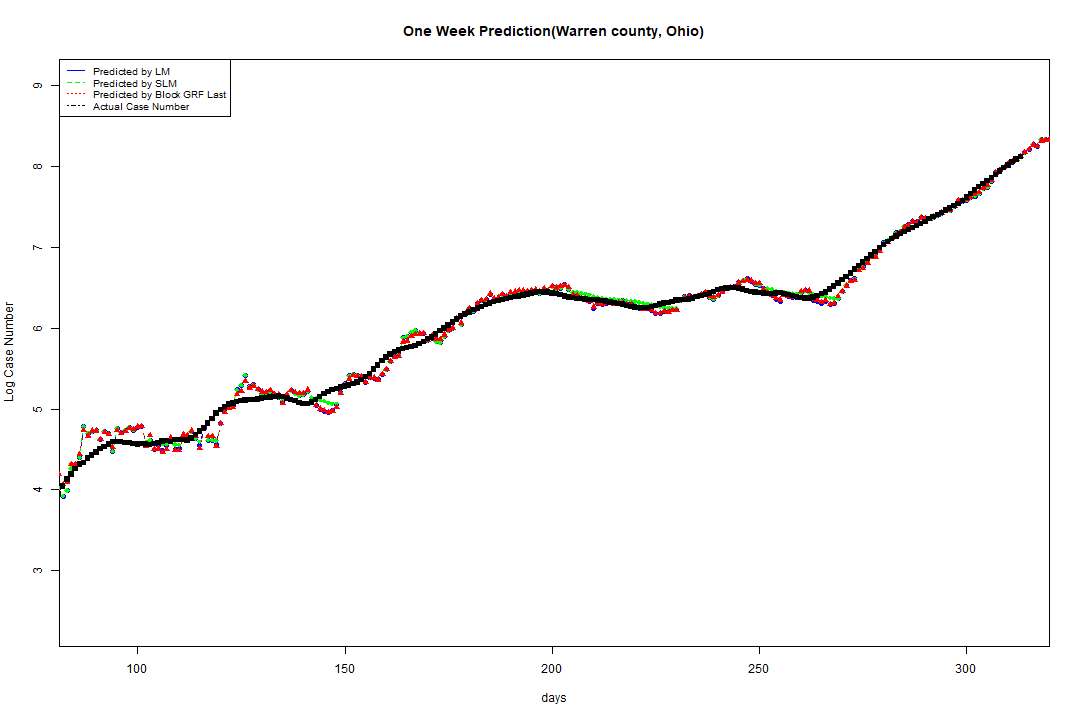 One Week Prediction(Warren county, Ohio)
Predicted by LM
Predicted by SLM
Predicted by Block GRF Last
Actual Case Number
9
8
7
6
5
4
3
Log Case Number
100 150 200 250 300
days